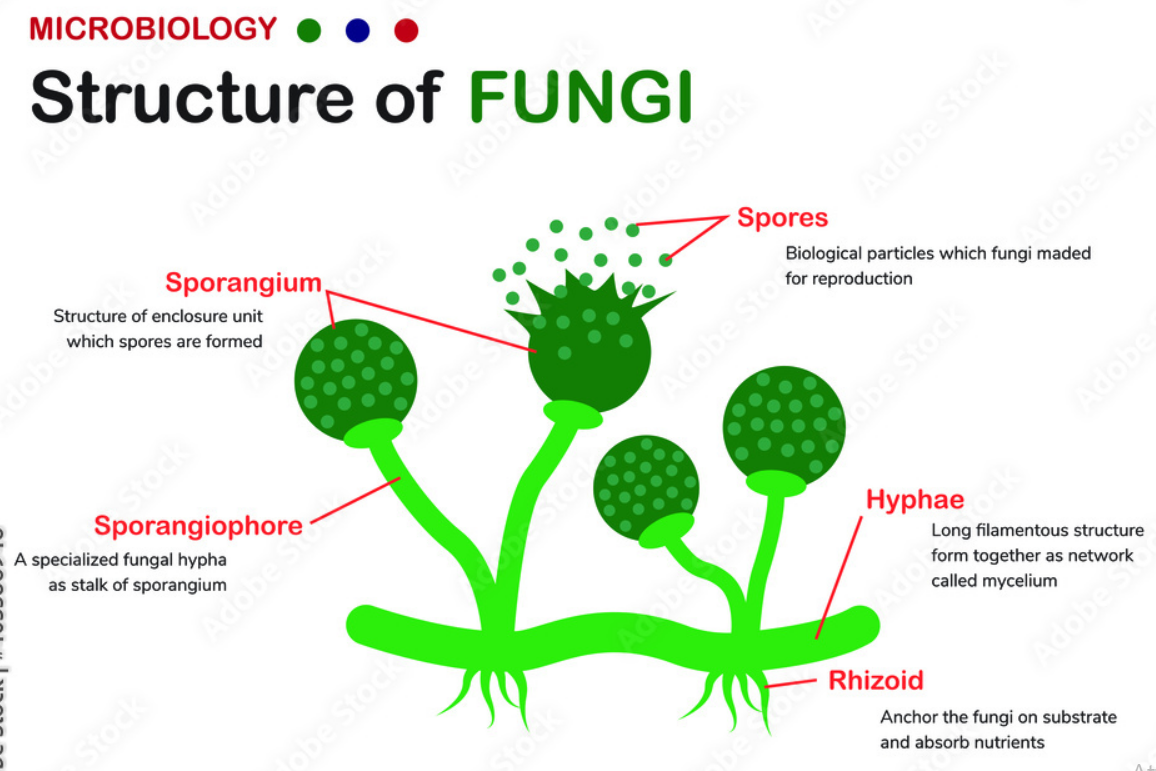 MICROBIOLOGY
Structure of FUNGI
Spores
Biological particles which fungi maded
for reproduction
Sporangium
Structure of enclosure unit
which spores are formed
Hyphae
Long filamentous structure
form together as network
called mycelium
Sporangiophore
A specialized fungal hypha
as stalk of sporangium
Rhizoid
Anchor the fungi on substrate
and absorb nutrients
Adobe Stock